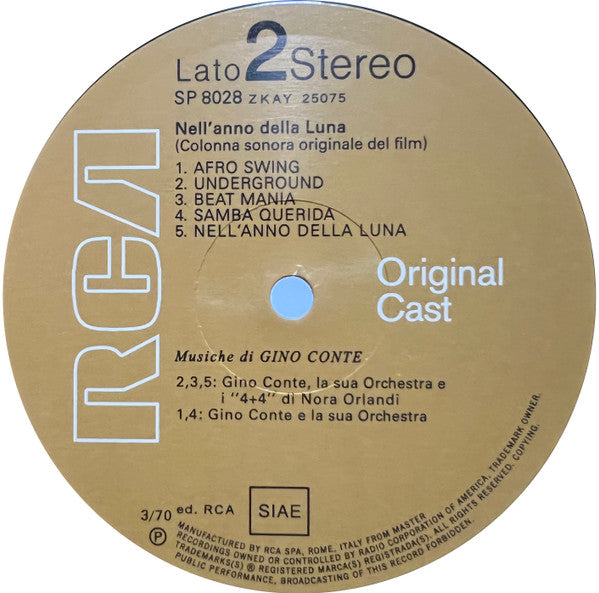 Lato 2 Stereo
SP 8028 ZKAY 25075
Nell'anno della Luna
(Colonna sonora originale del film)
1. AFRO SWING
2. UNDERGROUND
3. BEAT MANIA
4. SAMBA QUERIDA
5. NELL'ANNO DELLA LUNA
RCA
Original
Cast
Musiche di GINO CONTE
2,3,5: Gino Conte, la sua Orchestra e
i "4+4" di Nora Orlandi
1,4: Gino Conte e la sua Orchestra
3/70 ed. RCA SIAE
P
MANUFACTURED BY RCA SPA, ROME, ITALY FROM MASTER
RECORDINGS OWNED OR CONTROLLED BY RADIO CORPORATION OF AMERICA, TRADEMARK OWNER.
TRADEMARKS(S) ® REGISTERED MARCA(S) REGISTRADA(S). ALL RIGHTS RESERVED. COPYING,
PUBLIC PERFORMANCE, BROADCASTING OF THIS RECORD FORBIDDEN.